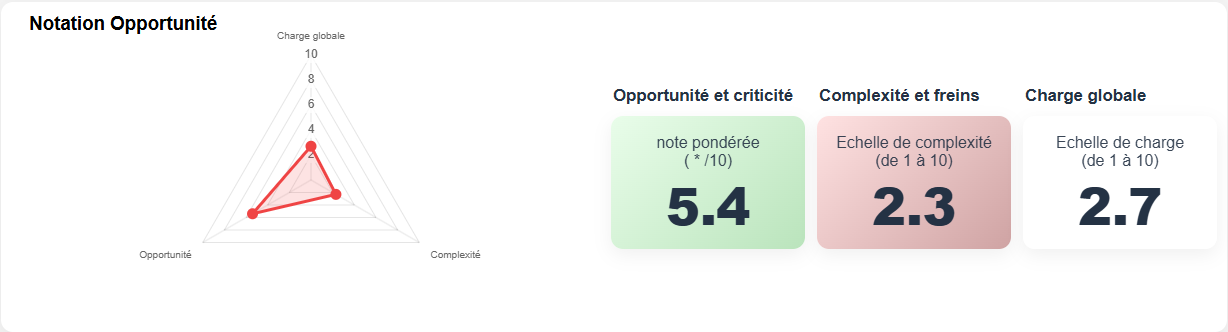 Notation Opportunité
Charge globale
10
8
6
4
2
Opportunité
Complexité
Opportunité et criticité
note pondérée
( * /10)
5.4
Complexité et freins
Echelle de complexité
(de 1 à 10)
2.3
Charge globale
Echelle de charge
(de 1 à 10)
2.7